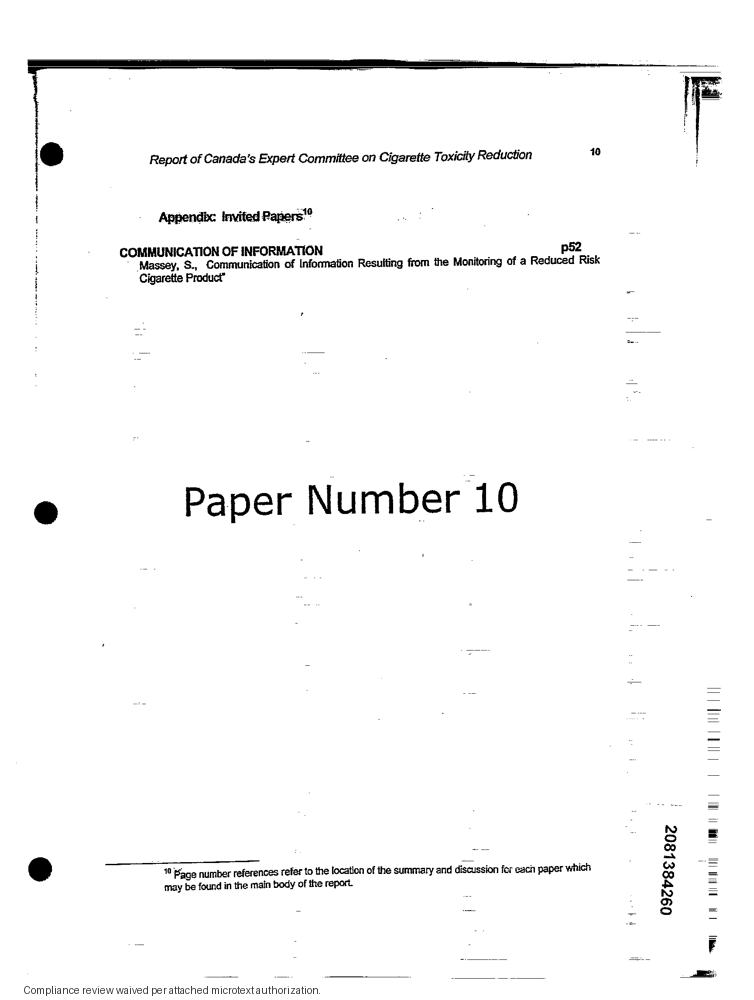 Report of Canada's Expert Committee on Cigarette Toxicity Reduction 10
Appendix: Invited Papers10
COMMUNICATION OF INFORMATION p52
Massey, S., Communication of Information Resulting from the Monitoring of a Reduced Risk
Cigarette Product"
Paper Number 10
10 Page number references refer to the location of the summary and discussion for each paper which
may be found in the main body of the report.
2081384260
Compliance review waived per attached microtext authorization.